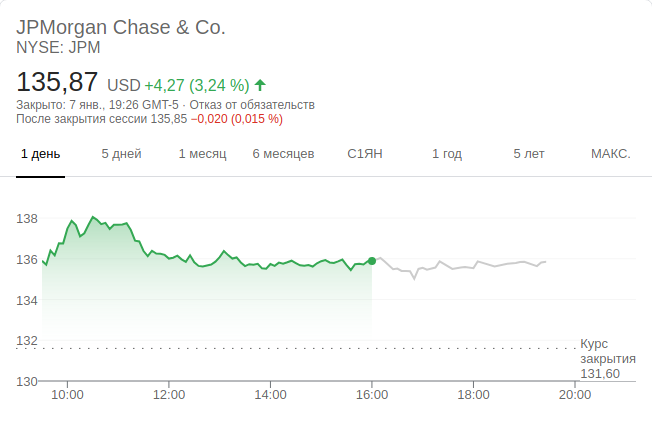 JPMorgan Chase & Co.
NYSE: JPM
135,87 USD +4,27 (3,24 %)
Закрыто: 7 янв., 19:26 GMT-5 · Отказ от обязательств
После закрытия сессии 135,85 −0,020 (0,015 %)
1 день 5 дней 1 месяц 6 месяцев С1ЯН 1 год 5 лет МАКС.
138
136
134
132
Курс
закрытия
131,60
130
10:00 12:00 14:00 16:00 18:00 20:00